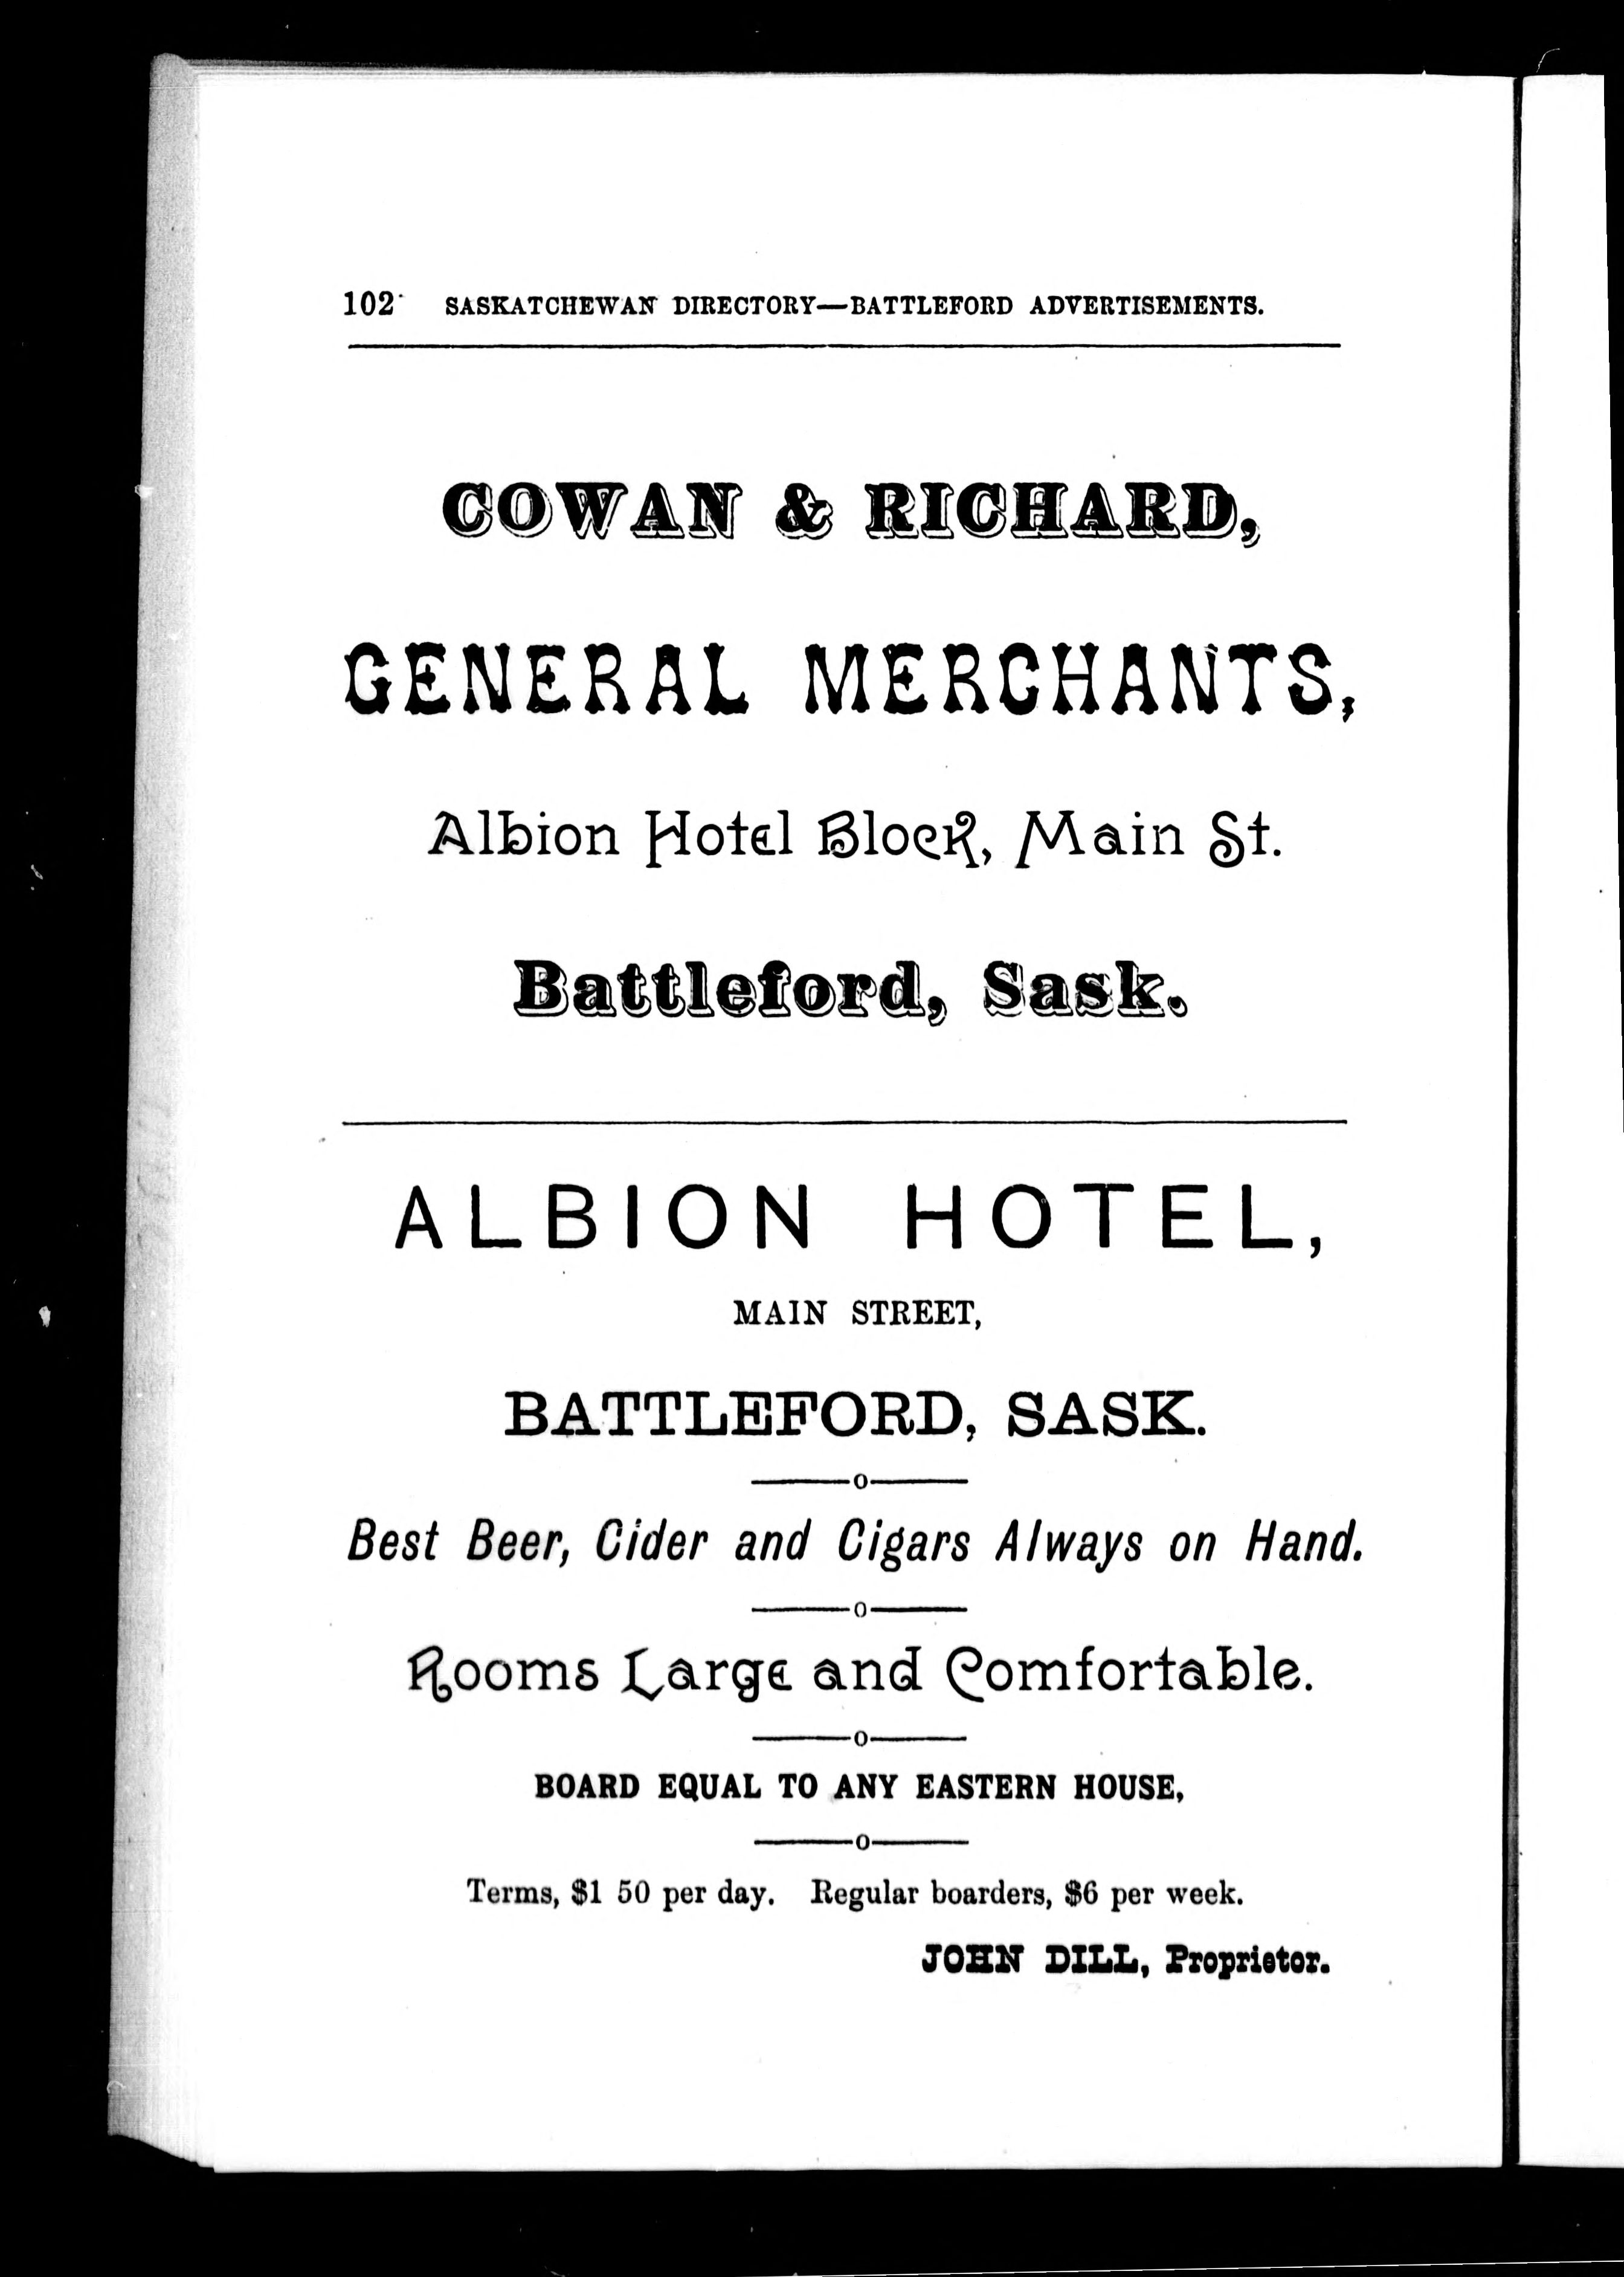 102 SASKATCHEWAN DIRECTORY—BATTLEFORD ADVERTISEMENTS.
COWAN & RICHARD,
GENERAL MERCHANTS,
Albion Hotel Block, Main St.
Battleford, Sask.
ALBION HOTEL,
MAIN STREET,
BATTLEFORD, SASK.
———o———
Best Beer, Cider and Cigars Always on Hand.
———o———
Rooms Large and Comfortable.
———o———
BOARD EQUAL TO ANY EASTERN HOUSE,
———o———
Terms, $1 50 per day. Regular boarders, $6 per week.
JOHN DILL, Proprietor.